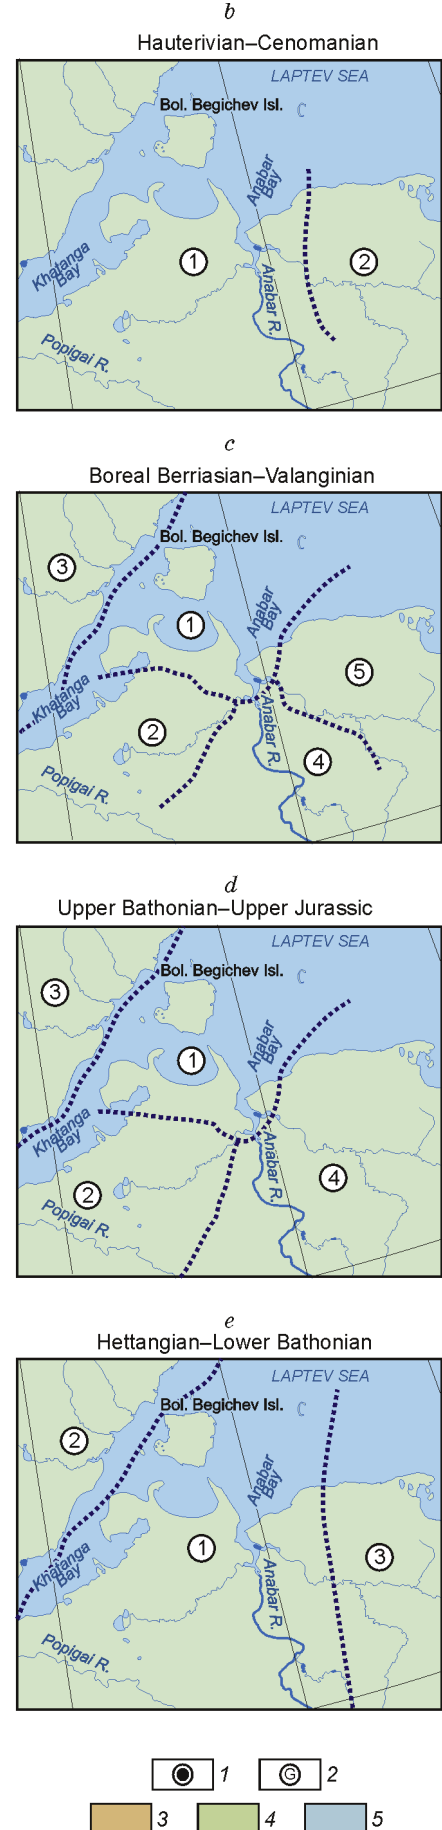 b
Hauterivian–Cenomanian
LAPTEV SEA
Bol. Begichev Isl.
Anabar
Bay
1
2
Khatanga
Bay
Anabar R.
Popigai R.
c
Boreal Berriasian–Valanginian
LAPTEV SEA
Bol. Begichev Isl.
3
Anabar
Bay
1
5
Khatanga
Bay
2
Anabar R.
4
Popigai R.
d
Upper Bathonian–Upper Jurassic
LAPTEV SEA
Bol. Begichev Isl.
3
Anabar
Bay
1
Khatanga
Bay
Anabar R.
4
2
Popigai R.
e
Hettangian–Lower Bathonian
LAPTEV SEA
Bol. Begichev Isl.
2
Anabar
Bay
1
3
Khatanga
Bay
Anabar R.
Popigai R.
1
G 2
3
4
5